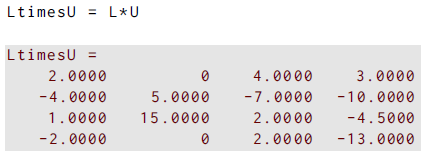 LtimesU = L*U
LtimesU =
2.0000 0 4.0000 3.0000
-4.0000 5.0000 -7.0000 -10.0000
1.0000 15.0000 2.0000 -4.5000
-2.0000 0 2.0000 -13.0000